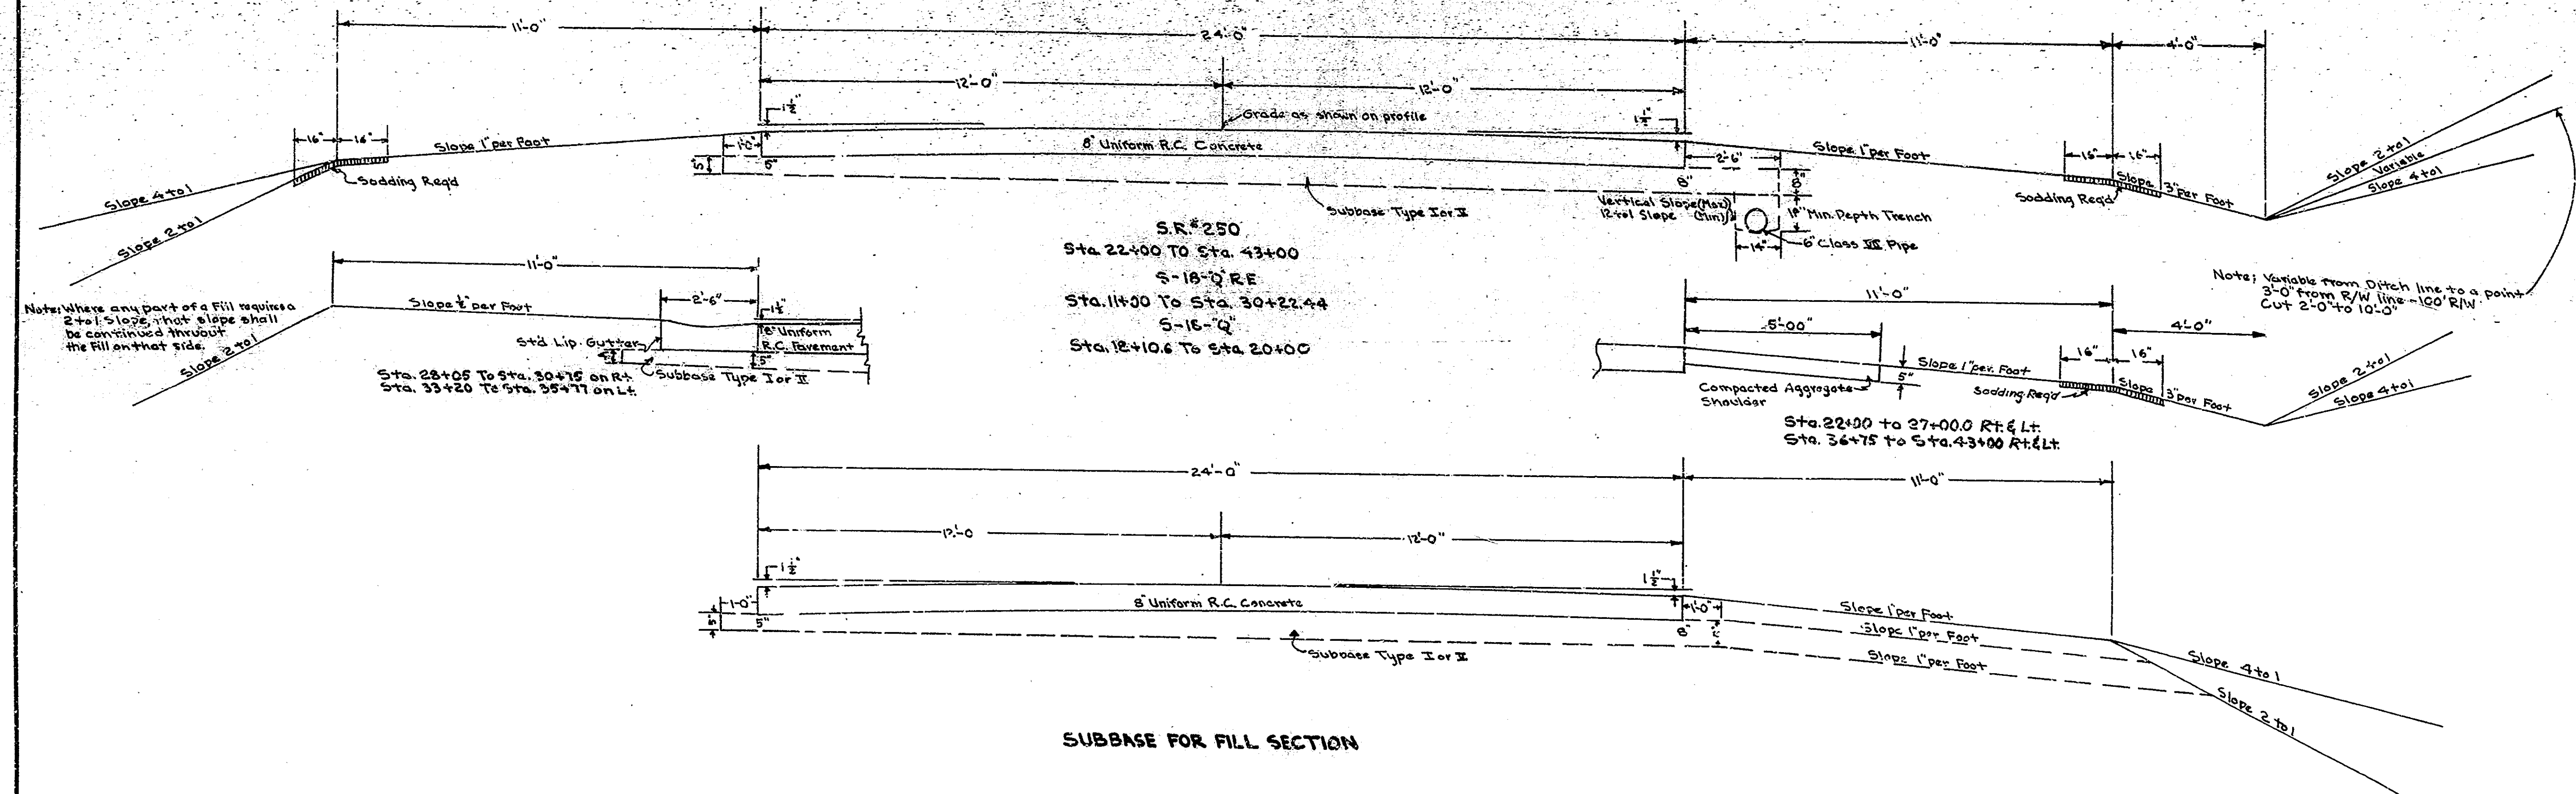 11'-0"
24'-0"
11'-0"
4'-0"
12'-0"
12'-0"
1½"
1½"
Grade as shown on profile
16"
16"
Slope 1" per Foot
1'-0"
8" Uniform R.C. Concrete
2'-6"
Slope 1" per Foot
16"
16"
Slope 2 to 1
Variable
Slope 4 to 1
5"
5"
8"
8"
Slope 3" per Foot
Sodding Req'd
Sodding Req'd
Slope 4 to 1
Slope 2 to 1
Subbase Type I or II
Vertical Slope (Max)
12 to 1 Slope (Min)
18" Min. Depth Trench
14"
6" Class VII Pipe
S.R. #250
Sta. 22+00 TO Sta. 43+00
S-18-"Q" R E
Sta. 11+00 To Sta. 30+22.44
S-18-"Q"
Sta. 12+10.6 To Sta. 20+00
Note; Variable from Ditch line to a point
3'-0" from R/W line -100' R/W
Cut 2'-0" to 10'-0"
11'-0"
Note; Where any part of a Fill requires a
2 to 1 Slope, that slope shall
be continued thruout
the Fill on that side.
Slope ½" per Foot
2'-6"
1½"
8" Uniform
R.C. Pavement
Std Lip Gutter
5"
Subbase Type I or II
Slope 2 to 1
Sta. 28+05 To Sta. 30+75 on Rt.
Sta. 33+20 To Sta. 35+77 on Lt.
11'-0"
5'-00"
4'-0"
16"
16"
Slope 1" per Foot
5"
Compacted Aggregate
Shoulder
Sodding Req'd
Slope 3" per Foot
Slope 2 to 1
Slope 4 to 1
Sta. 22+00 to 27+00.0 Rt. & Lt.
Sta. 36+75 to Sta. 43+00 Rt. & Lt.
24'-0"
11'-0"
12'-0
12'-0"
1½"
1½"
1-0"
8" Uniform R.C. Concrete
1'-0"
5"
5"
8"
Slope 1" per Foot
Slope 1" per Foot
Slope 1" per Foot
Subbase Type I or II
Slope 4 to 1
Slope 2 to 1
SUBBASE FOR FILL SECTION